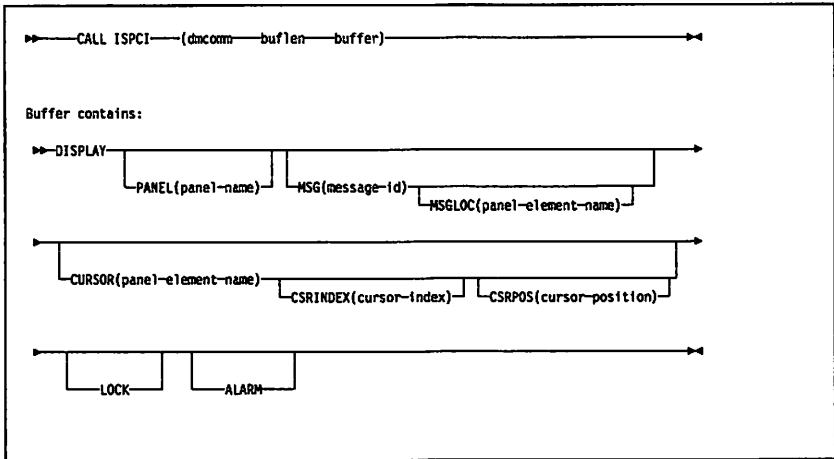 CALL ISPCI (dmcomm buflen buffer)
Buffer contains:
DISPLAY
PANEL(panel-name) MSG(message-id)
MSGLOC(panel-element-name)
CURSOR(panel-element-name)
CSRINDEX(cursor-index) CSRPOS(cursor-position)
LOCK ALARM